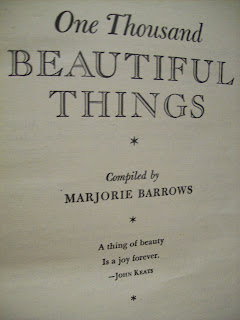 One Thousand
BEAUTIFUL
THINGS
*
Compiled by
MARJORIE BARROWS
*
A thing of beauty
Is a joy forever.
—JOHN KEATS
*